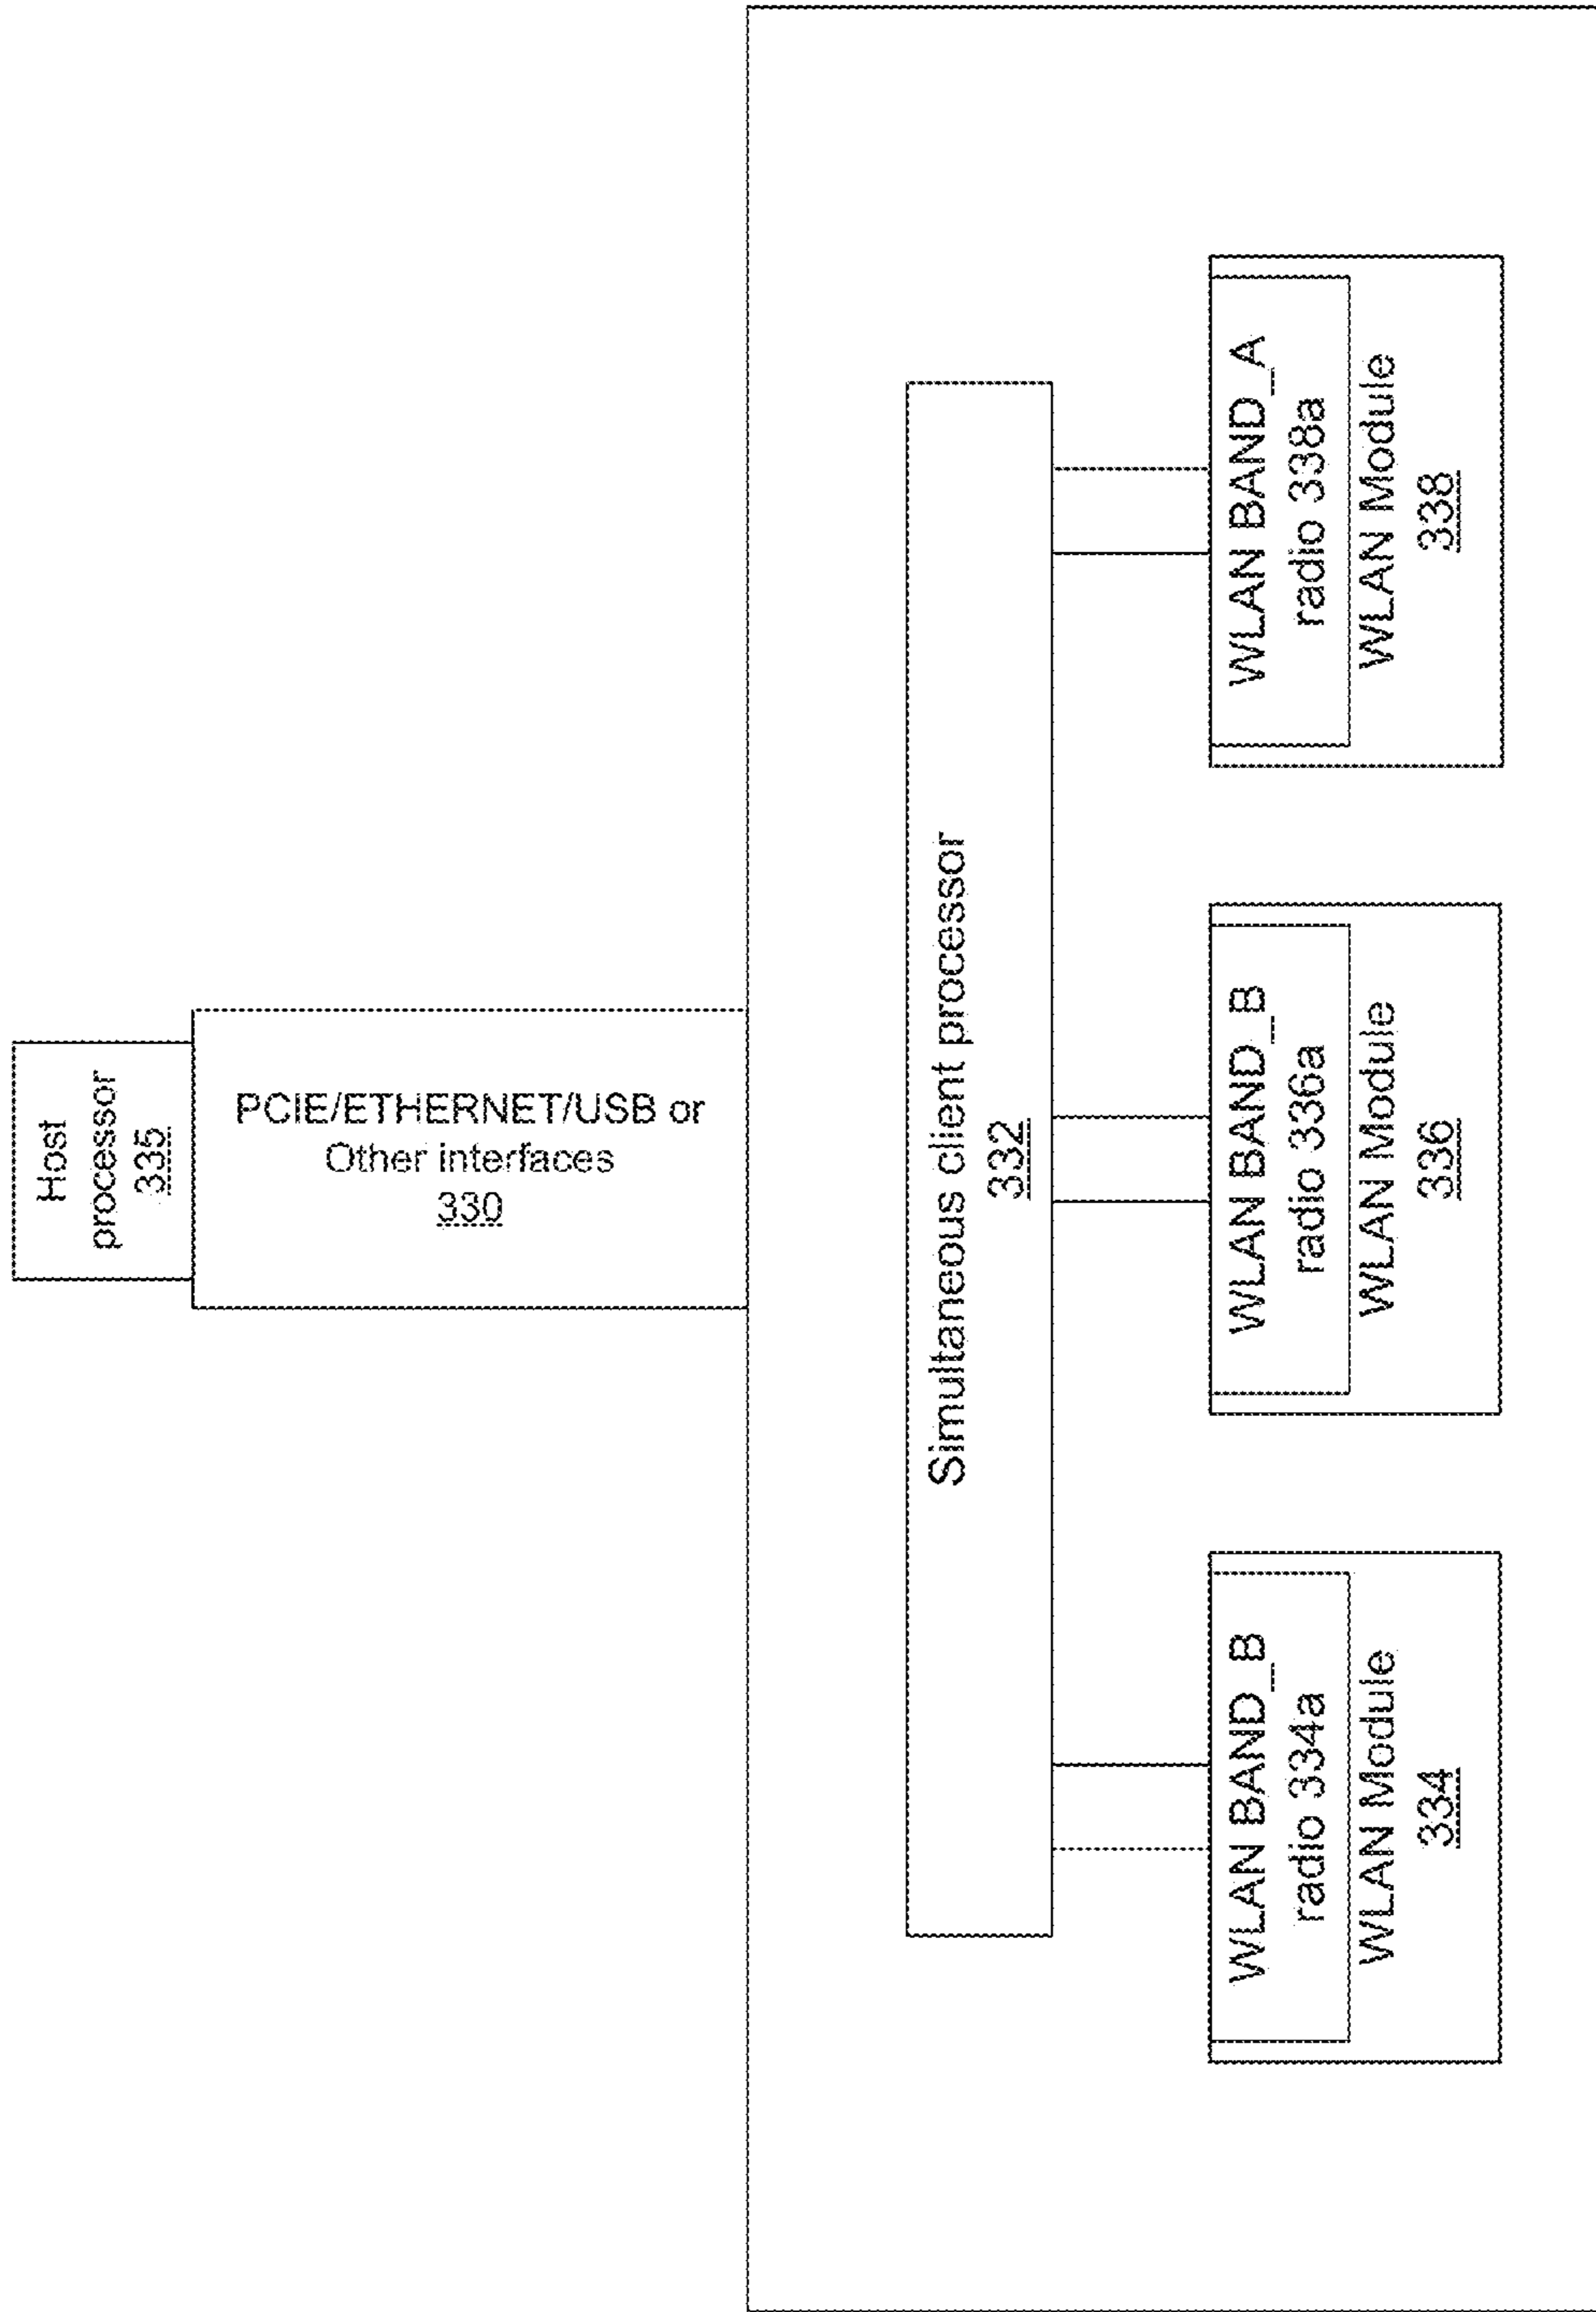 Host
processor
335
PCIE/ETHERNET/USB or
Other interfaces
330
Simultaneous client processor
332
WLAN BAND_B
radio 334a
WLAN Module
334
WLAN BAND_B
radio 336a
WLAN Module
336
WLAN BAND_A
radio 338a
WLAN Module
338